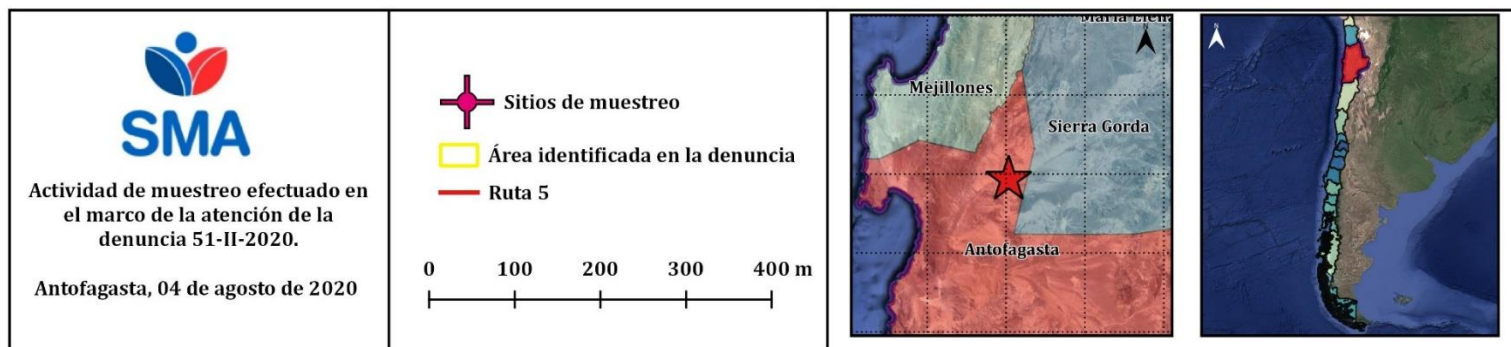 SMA
Actividad de muestreo efectuado en
el marco de la atención de la
denuncia 51-II-2020.
Antofagasta, 04 de agosto de 2020
Sitios de muestreo
Área identificada en la denuncia
Ruta 5
0 100 200 300 400 m
María Elena
Mejillones
Sierra Gorda
Antofagasta
N
N